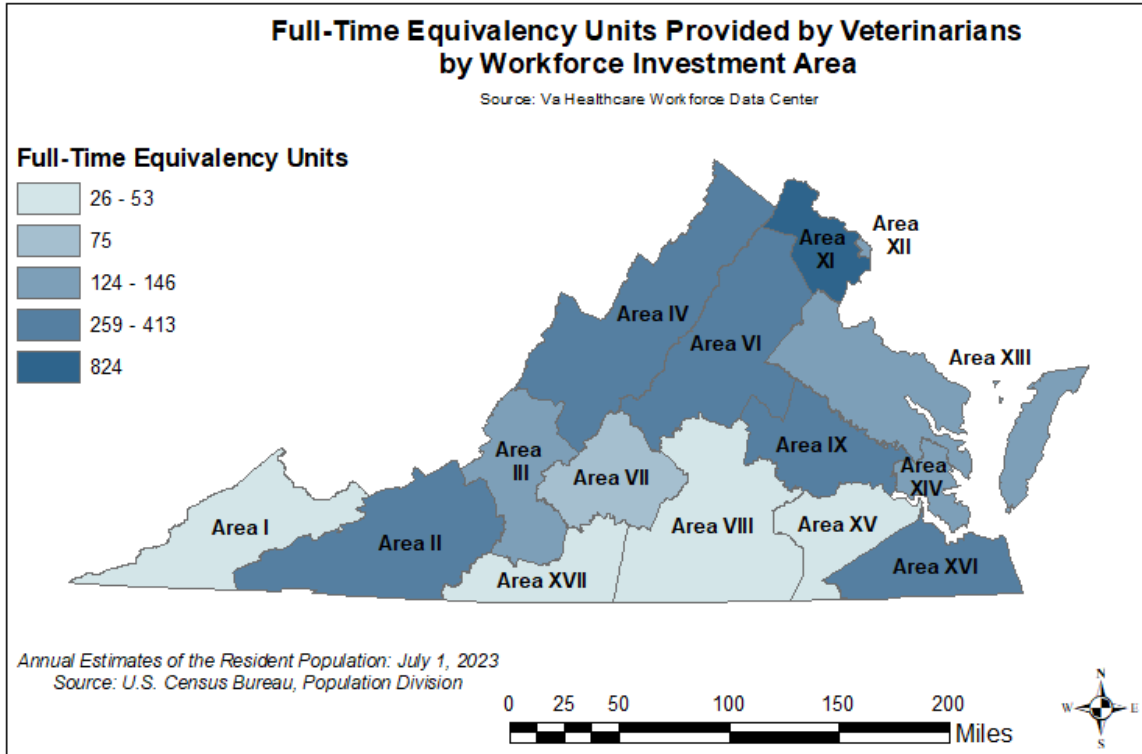 Full-Time Equivalency Units Provided by Veterinarians
by Workforce Investment Area
Source: Va Healthcare Workforce Data Center
Full-Time Equivalency Units
26 - 53
75
124 - 146
259 - 413
824
Area
XI
Area
XII
Area IV
Area VI
Area XIII
Area
III
Area VII
Area IX
Area
XIV
Area I
Area II
Area VIII
Area XV
Area XVII
Area XVI
Annual Estimates of the Resident Population: July 1, 2023
Source: U.S. Census Bureau, Population Division
0 25 50 100 150 200
Miles
N
W E
S